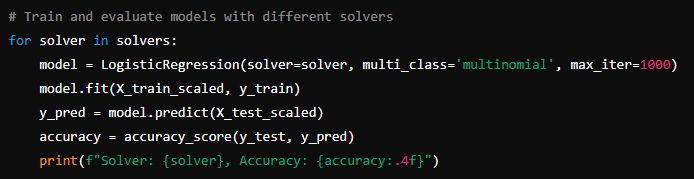 # Train and evaluate models with different solvers
for solver in solvers:
    model = LogisticRegression(solver=solver, multi_class='multinomial', max_iter=1000)
    model.fit(X_train_scaled, y_train)
    y_pred = model.predict(X_test_scaled)
    accuracy = accuracy_score(y_test, y_pred)
    print(f"Solver: {solver}, Accuracy: {accuracy:.4f}")